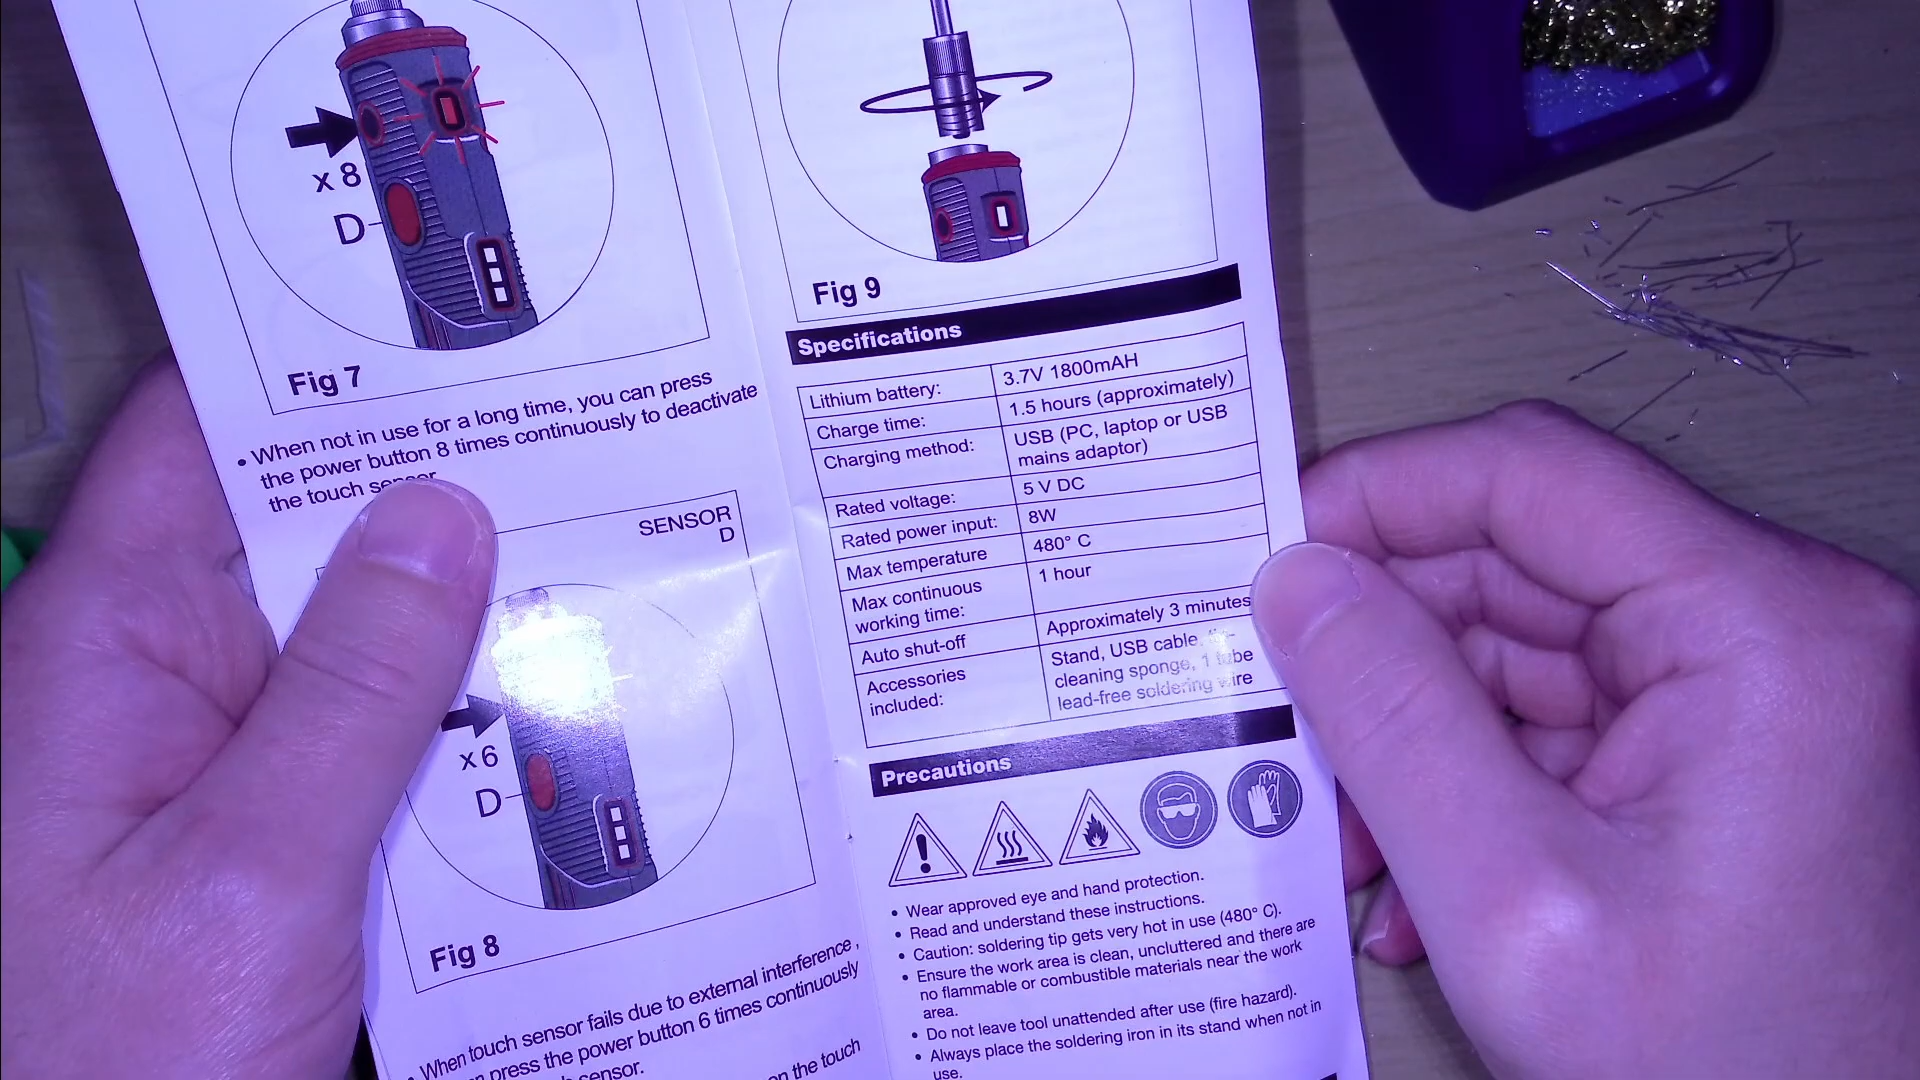 x 8
D
Fig 7
• When not in use for a long time, you can press
the power button 8 times continuously to deactivate
the touch sensor
SENSOR
D
x 6
D
Fig 8
• When touch sensor fails due to external interference,
press the power button 6 times continuously
sensor.
on the touch
Fig 9
Specifications
Lithium battery: 3.7V 1800mAH
Charge time: 1.5 hours (approximately)
Charging method: USB (PC, laptop or USB
mains adaptor)
Rated voltage: 5 V DC
Rated power input: 8W
Max temperature 480° C
Max continuous 1 hour
working time:
Auto shut-off Approximately 3 minutes
Accessories Stand, USB cable,
included: cleaning sponge, 1 tube
lead-free soldering wire
Precautions
• Wear approved eye and hand protection.
• Read and understand these instructions.
• Caution: soldering tip gets very hot in use (480° C).
• Ensure the work area is clean, uncluttered and there are
no flammable or combustible materials near the work
area.
• Do not leave tool unattended after use (fire hazard).
• Always place the soldering iron in its stand when not in
use.